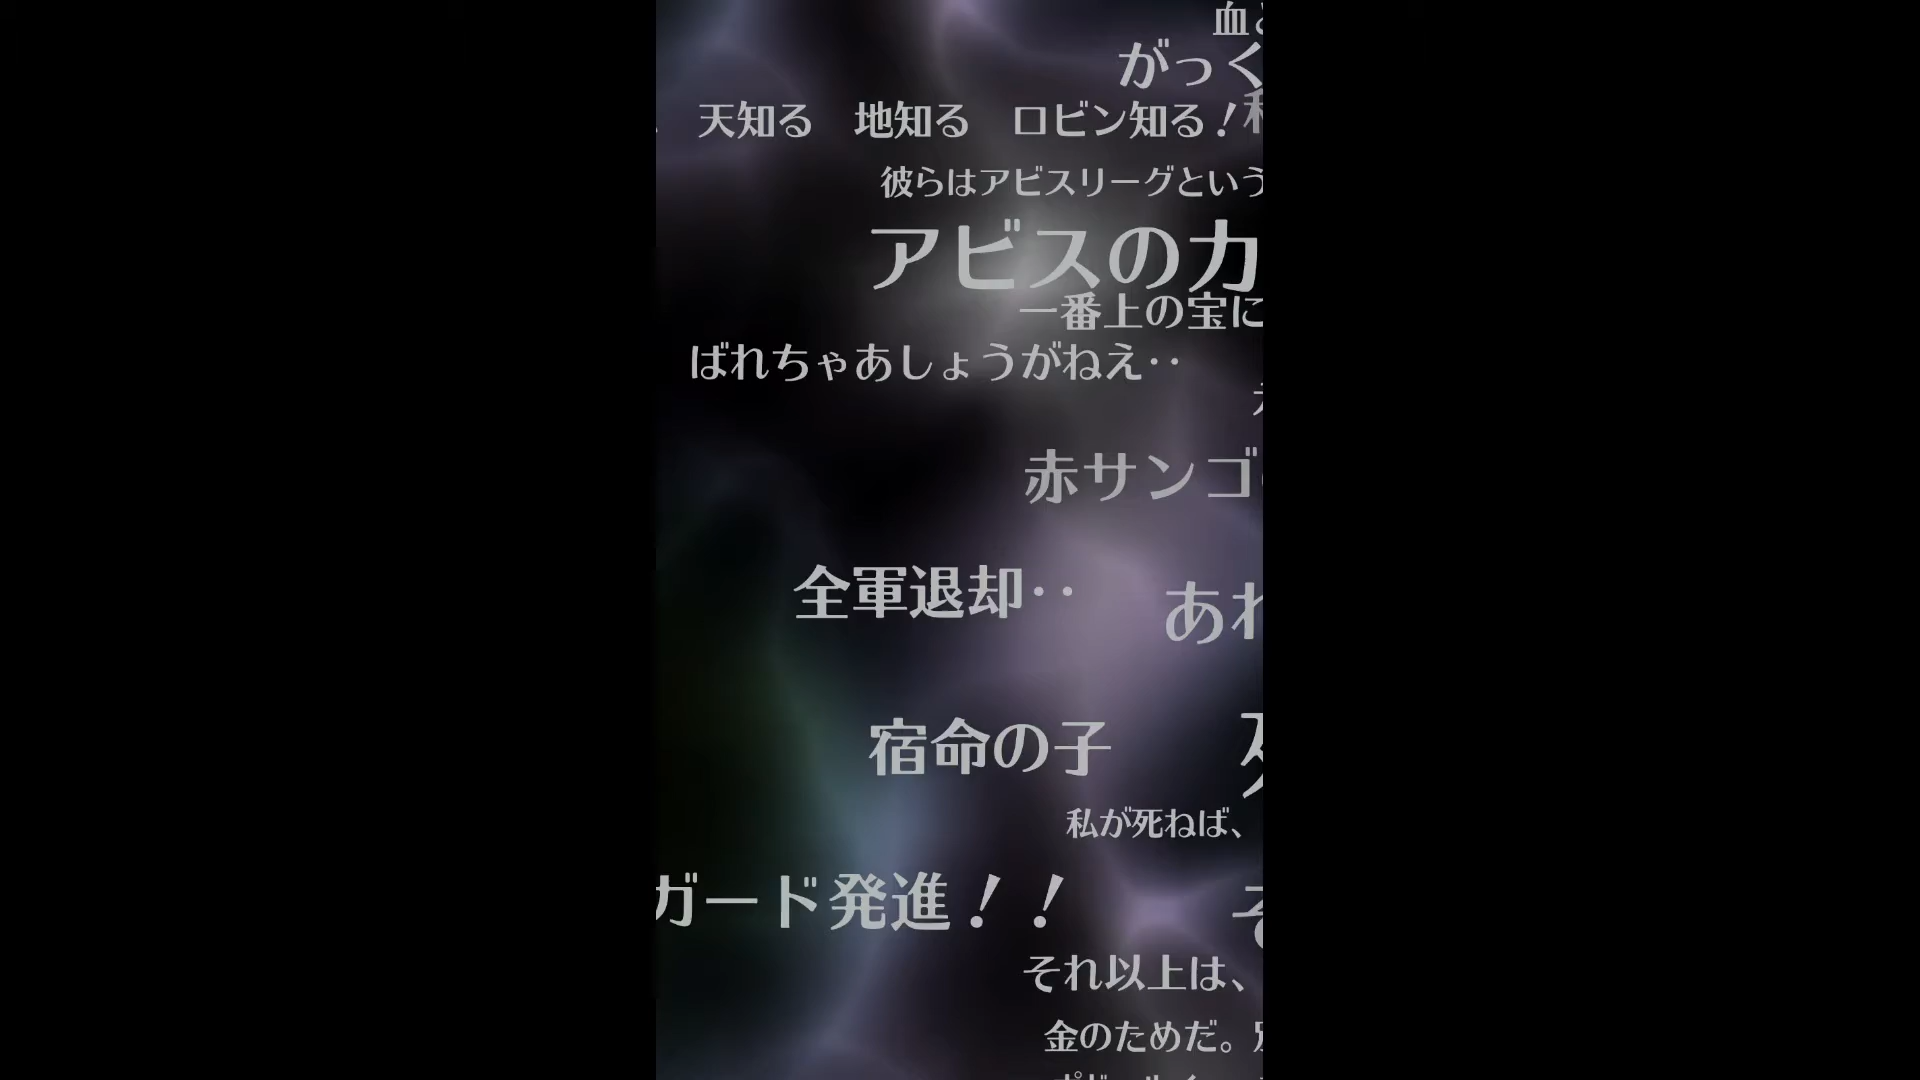 がっく
天知る　地知る　ロビン知る！
彼らはアビスリーグという
アビスの力
一番上の宝に
ばれちゃあしょうがねえ‥
赤サンゴ
全軍退却‥
あれ
宿命の子
私が死ねば、
ガード発進！！
それ以上は、
金のためだ。